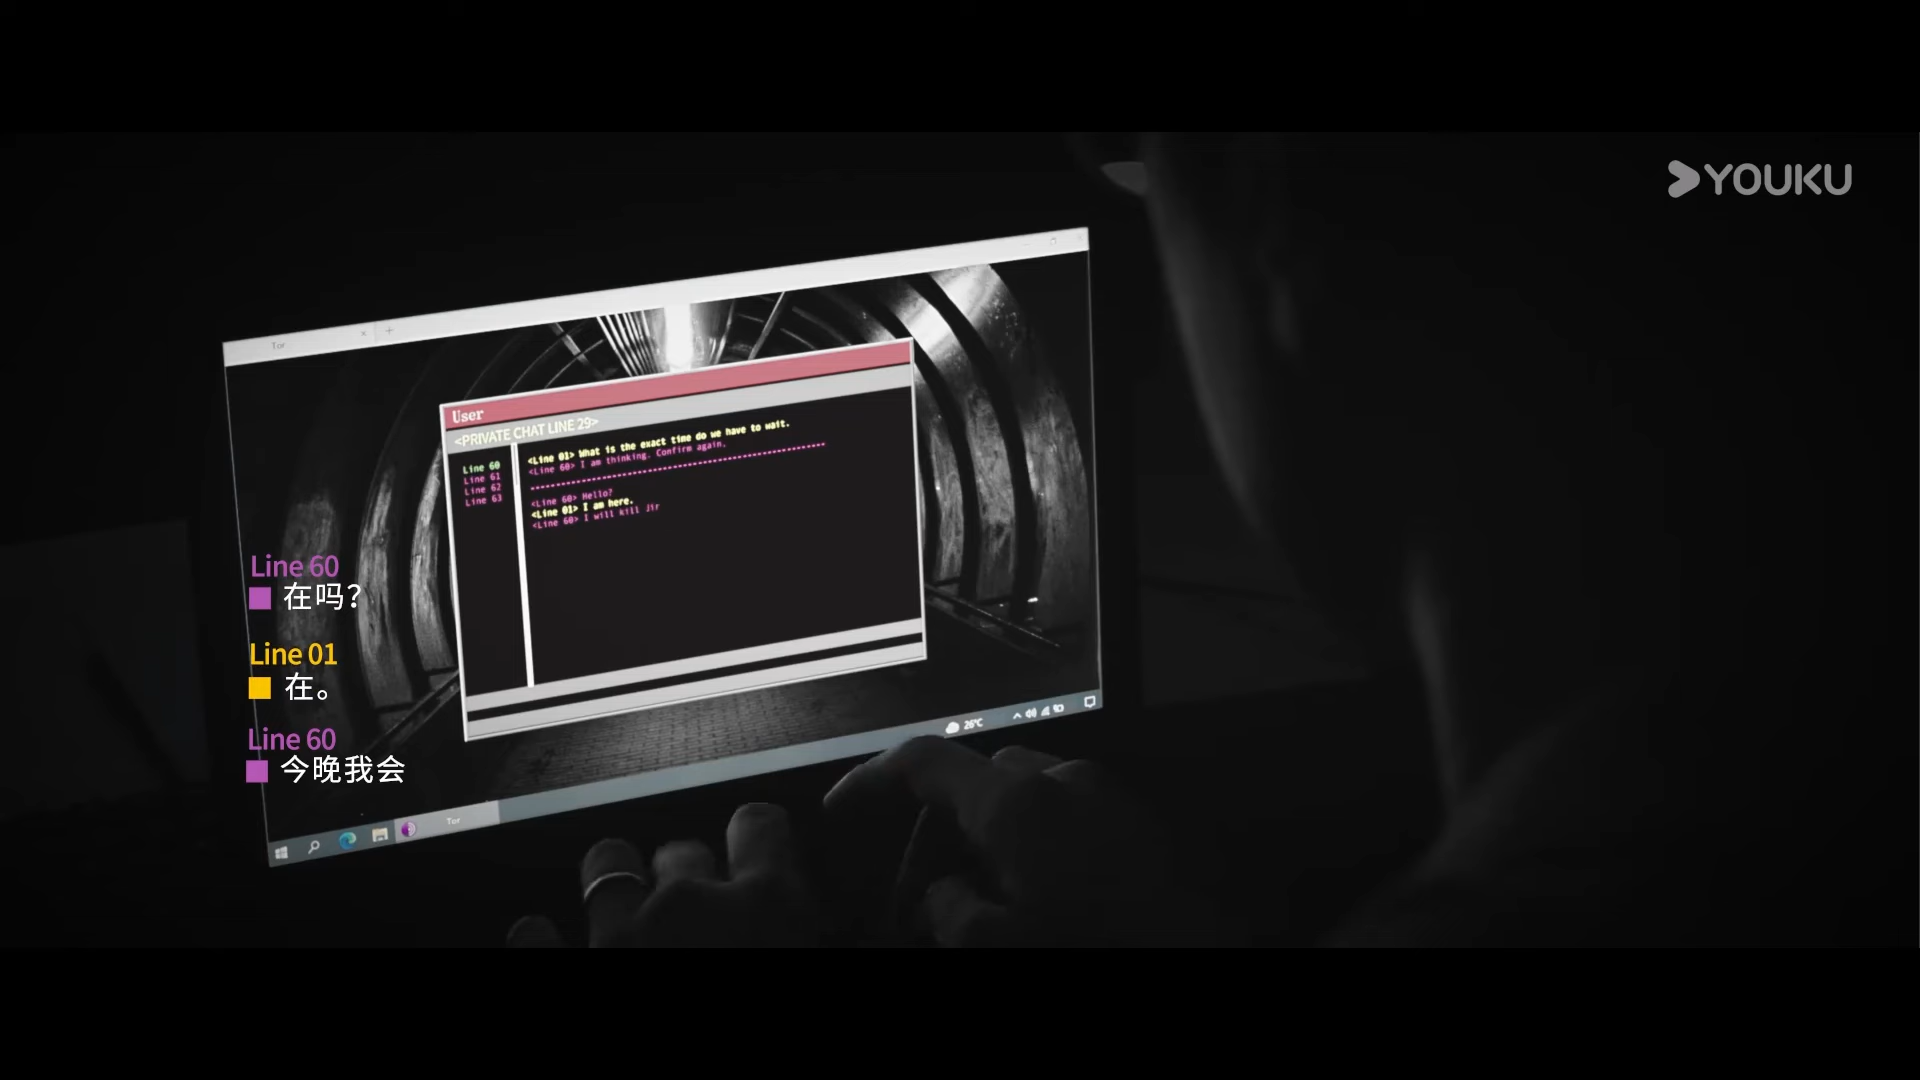 YOUKU
Tor
User
<PRIVATE CHAT LINE 29>
Line 60
Line 61
Line 62
Line 63
<Line 01> What is the exact time do we have to wait.
<Line 60> I am thinking. Confirm again.
<Line 60> Hello?
<Line 01> I am here.
<Line 60> I will kill Jir
Line 60
在吗?
Line 01
在。
Line 60
今晚我会
26°C
Tor